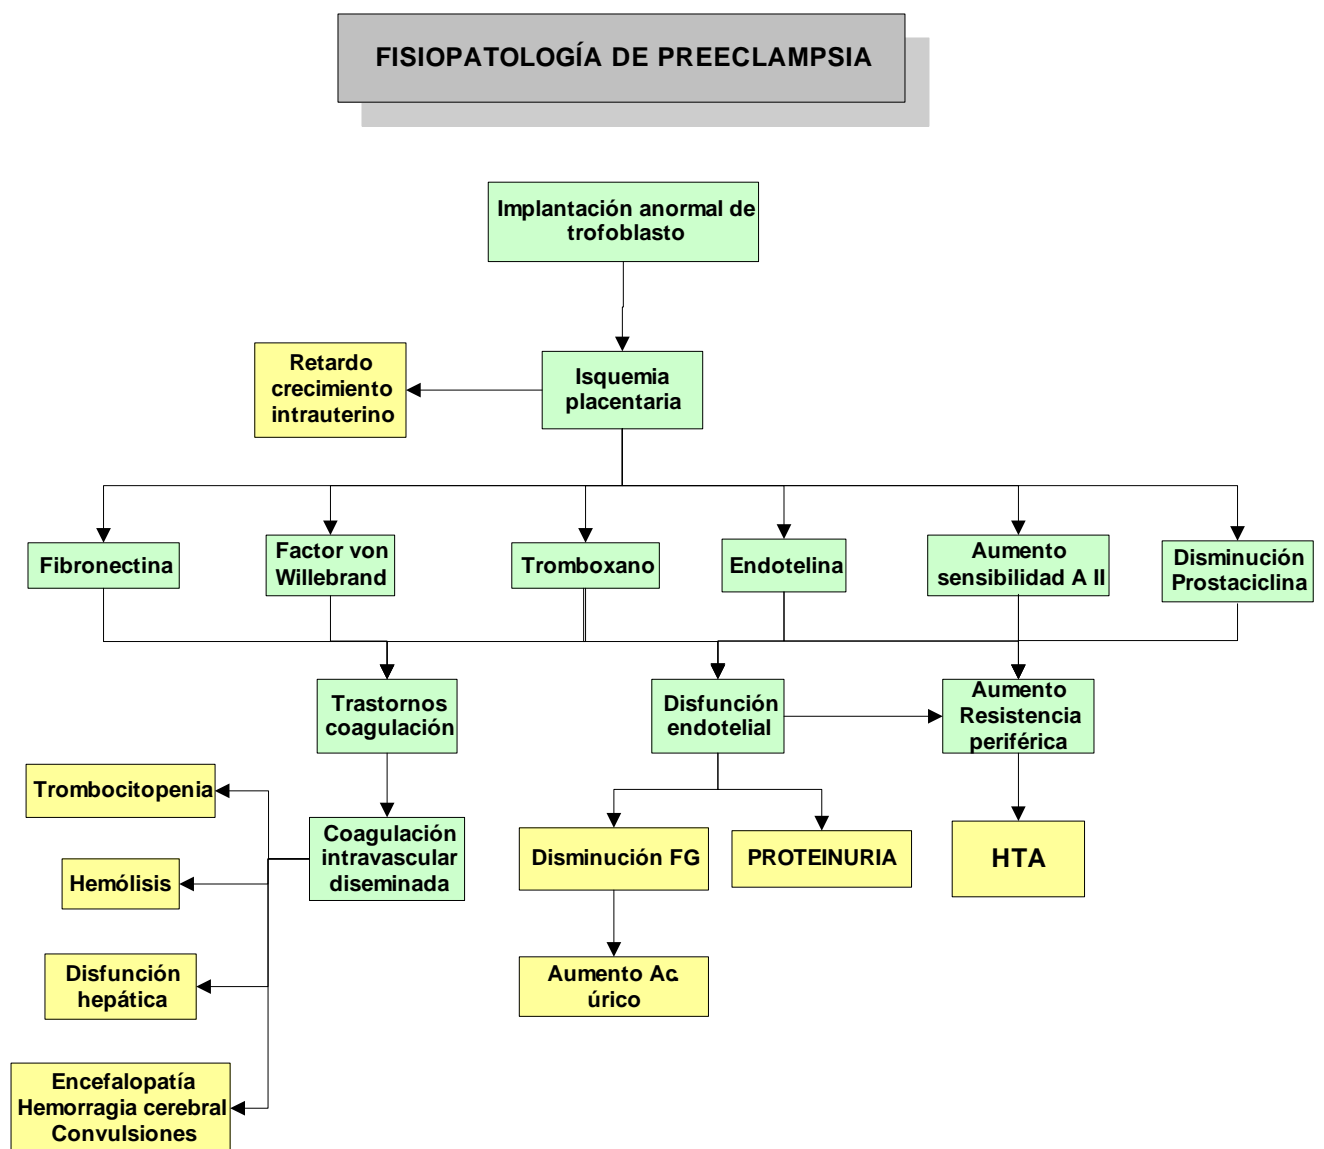 FISIOPATOLOGÍA DE PREECLAMPSIA
Implantación anormal de
trofoblasto
Retardo
crecimiento
intrauterino
Isquemia
placentaria
Fibronectina
Factor von
Willebrand
Tromboxano
Endotelina
Aumento
sensibilidad A II
Disminución
Prostaciclina
Trastornos
coagulación
Disfunción
endotelial
Aumento
Resistencia
periférica
Trombocitopenia
Coagulación
intravascular
diseminada
Disminución FG
PROTEINURIA
HTA
Hemólisis
Disfunción
hepática
Aumento Ac.
úrico
Encefalopatía
Hemorragia cerebral
Convulsiones